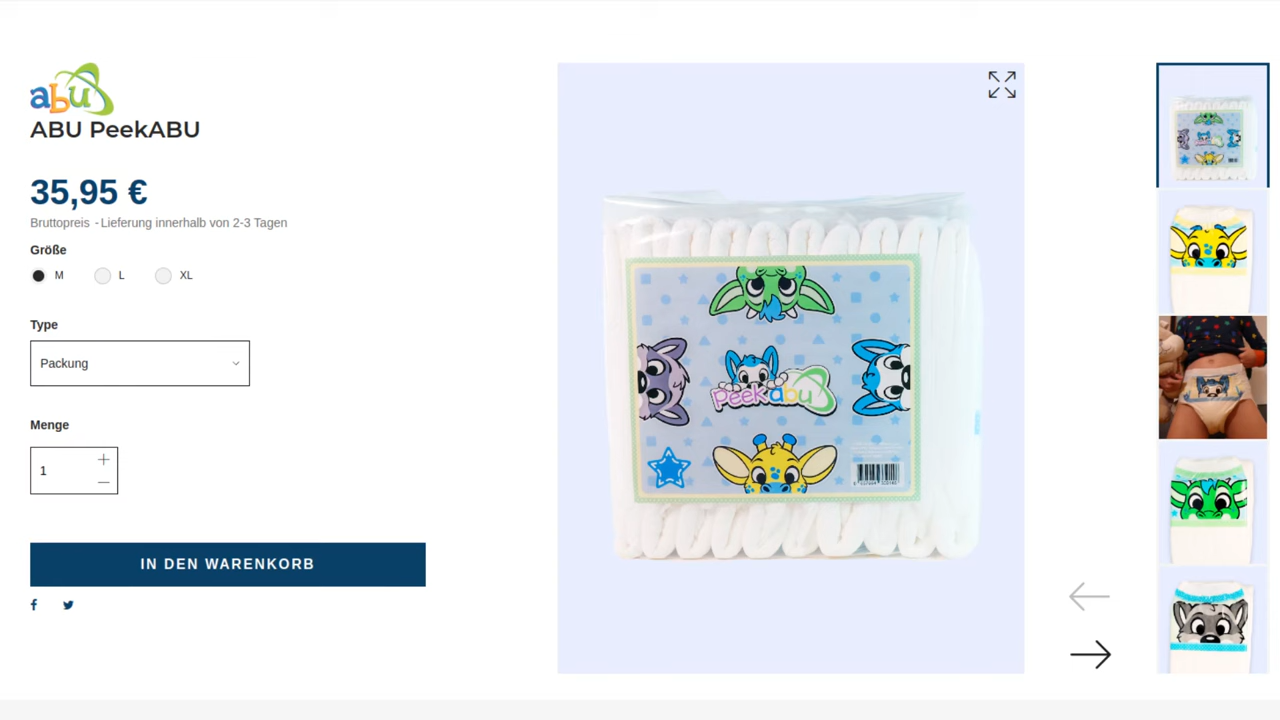 abu
ABU PeekABU
35,95 €
Bruttopreis - Lieferung innerhalb von 2-3 Tagen
Größe
M L XL
Type
Packung
Menge
1
IN DEN WARENKORB
Peekabu